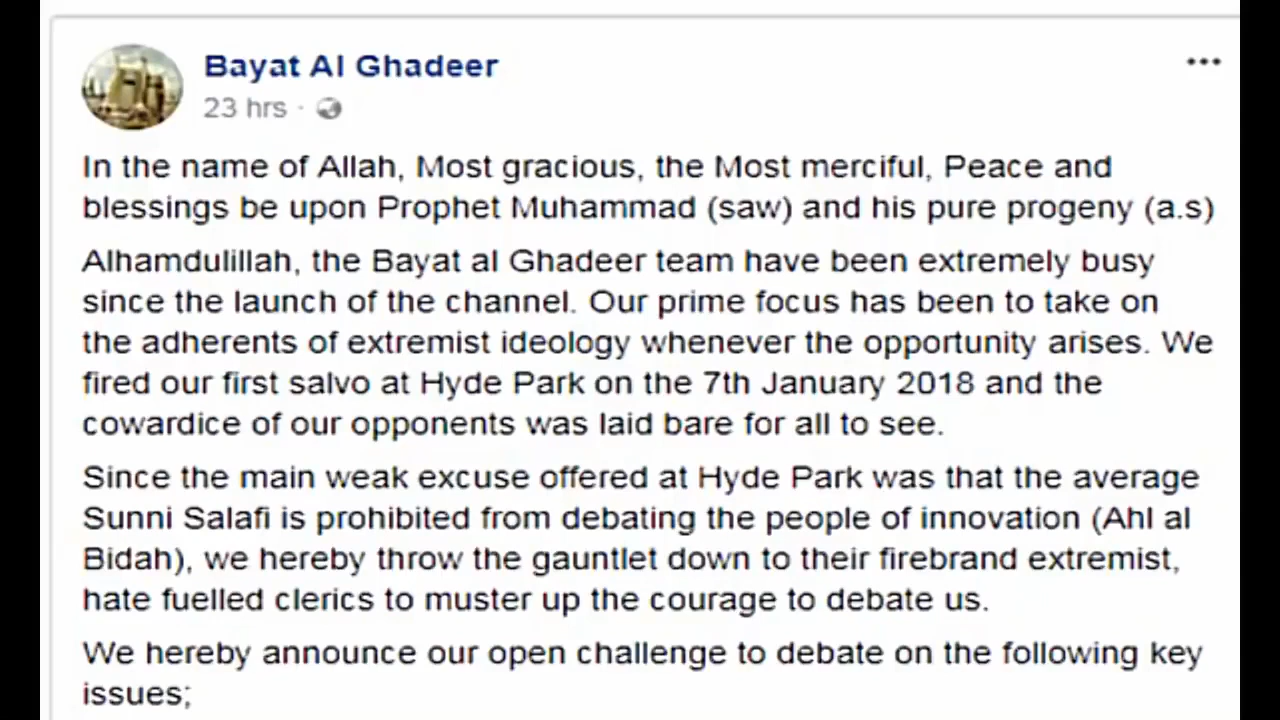 Bayat Al Ghadeer
23 hrs ·
In the name of Allah, Most gracious, the Most merciful, Peace and
blessings be upon Prophet Muhammad (saw) and his pure progeny (a.s)
Alhamdulillah, the Bayat al Ghadeer team have been extremely busy
since the launch of the channel. Our prime focus has been to take on
the adherents of extremist ideology whenever the opportunity arises. We
fired our first salvo at Hyde Park on the 7th January 2018 and the
cowardice of our opponents was laid bare for all to see.
Since the main weak excuse offered at Hyde Park was that the average
Sunni Salafi is prohibited from debating the people of innovation (Ahl al
Bidah), we hereby throw the gauntlet down to their firebrand extremist,
hate fuelled clerics to muster up the courage to debate us.
We hereby announce our open challenge to debate on the following key
issues;